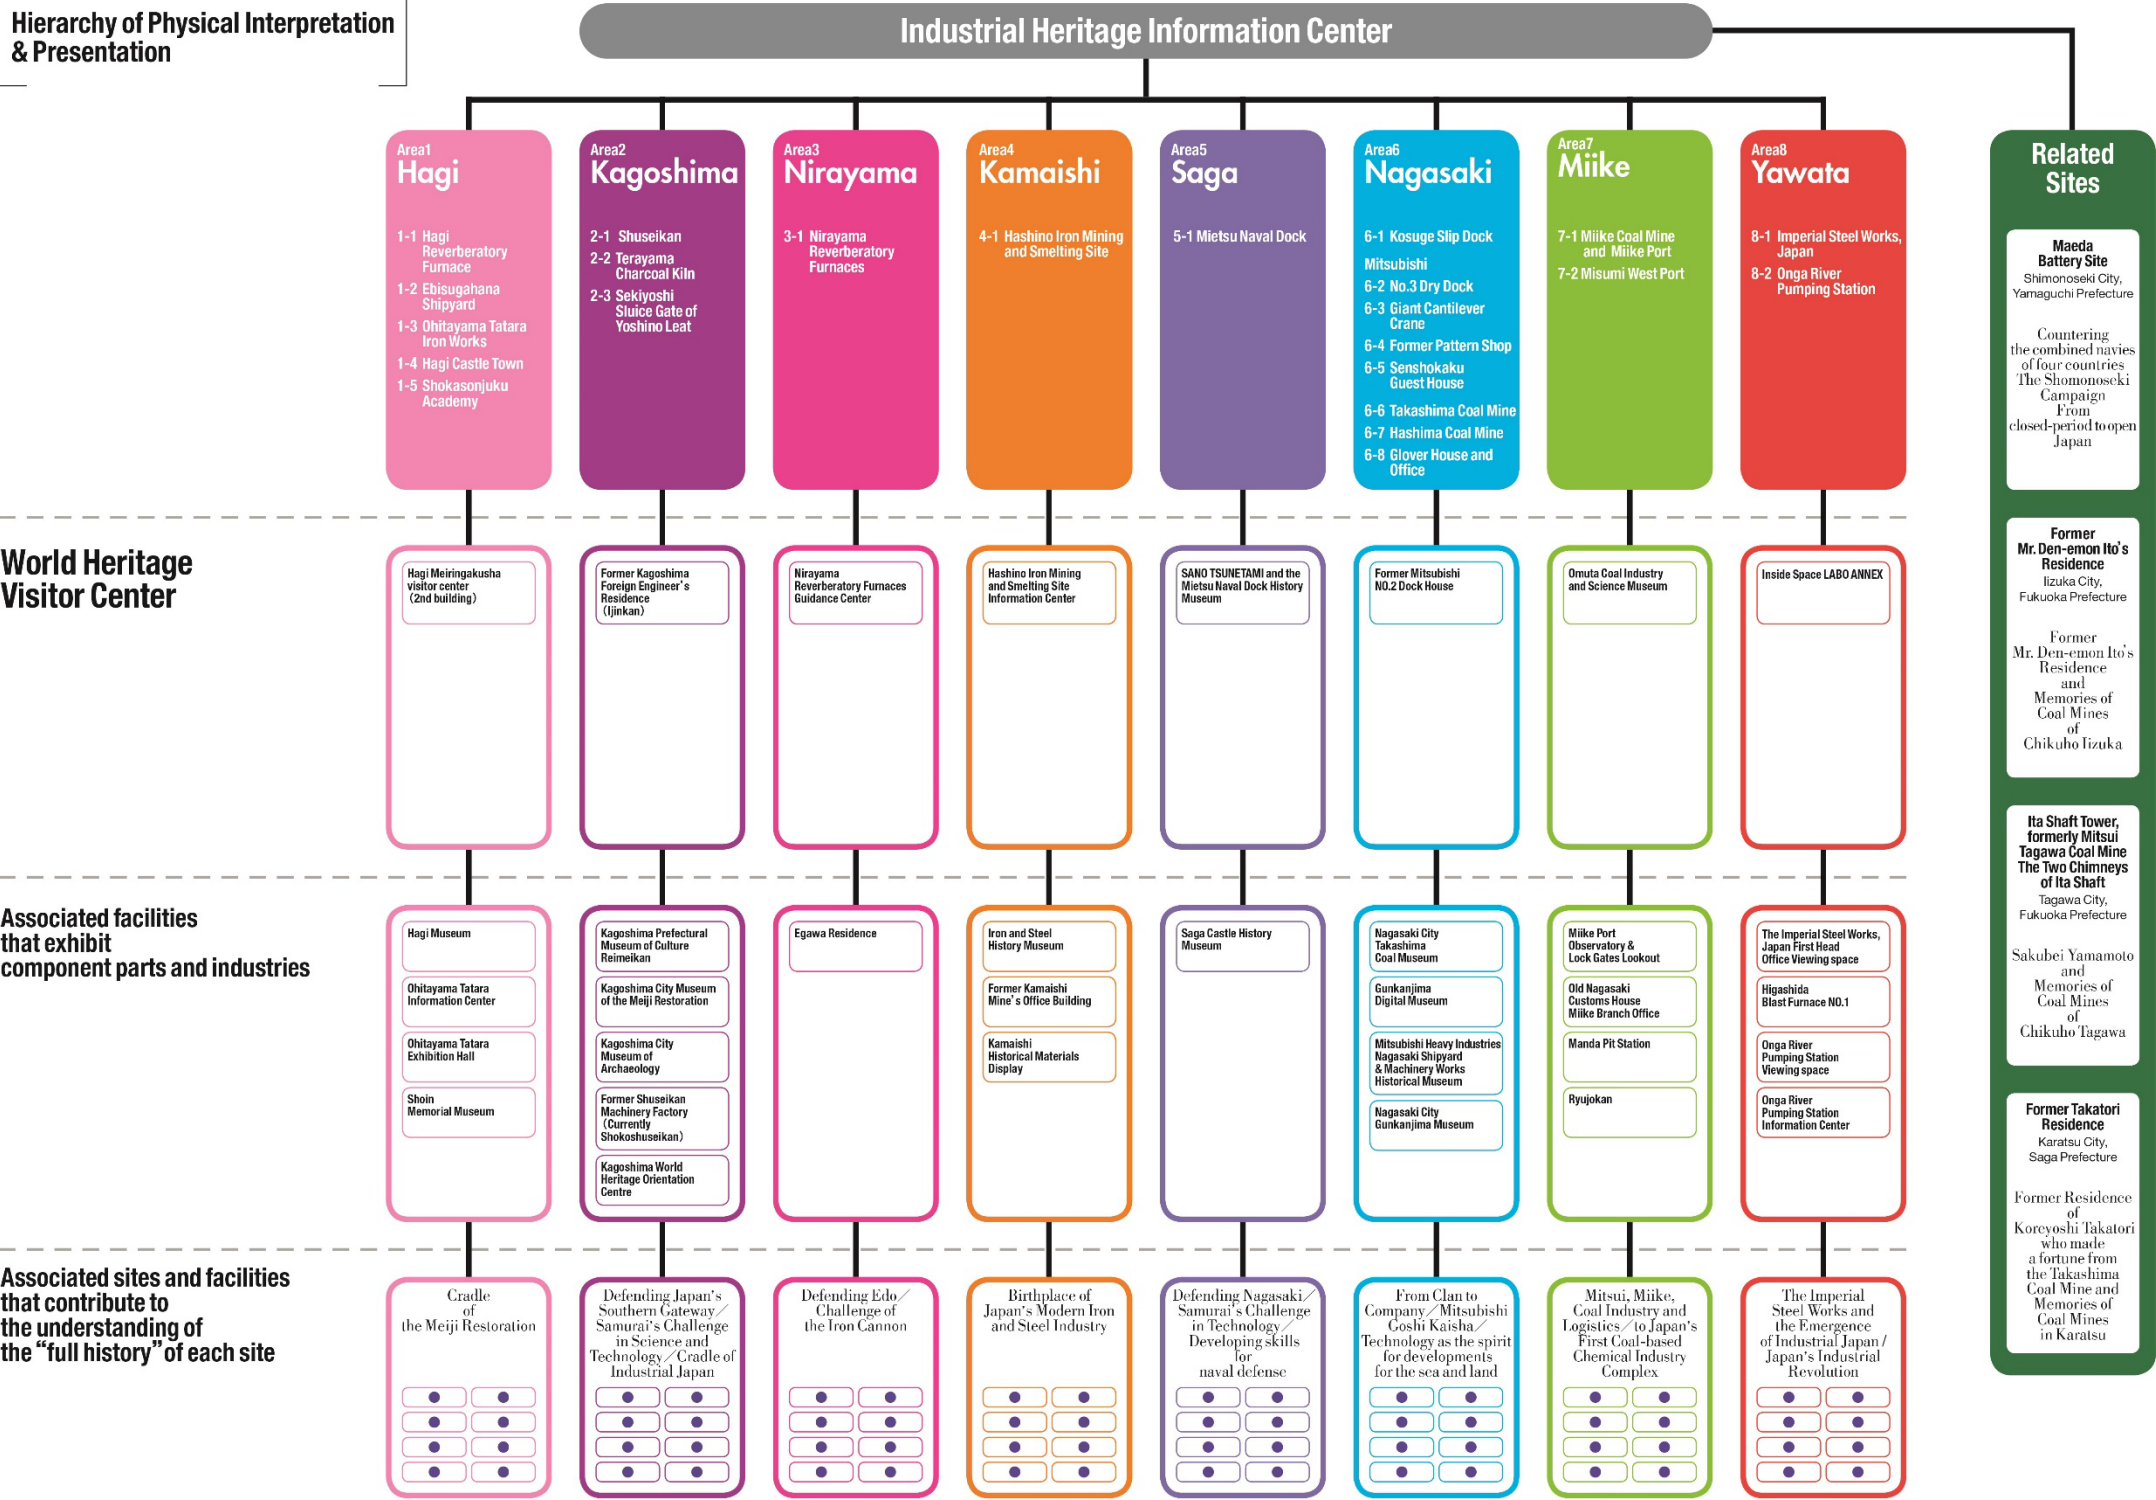 Hierarchy of Physical Interpretation
& Presentation
Industrial Heritage Information Center
Area1
Hagi
1-1 Hagi
Reverberatory
Furnace
1-2 Ebisugahana
Shipyard
1-3 Ohitayama Tatara
Iron Works
1-4 Hagi Castle Town
1-5 Shokasonjuku
Academy
Area2
Kagoshima
2-1 Shuseikan
2-2 Terayama
Charcoal Kiln
2-3 Sekiyoshi
Sluice Gate of
Yoshino Leat
Area3
Nirayama
3-1 Nirayama
Reverberatory
Furnaces
Area4
Kamaishi
4-1 Hashino Iron Mining
and Smelting Site
Area5
Saga
5-1 Mietsu Naval Dock
Area6
Nagasaki
6-1 Kosuge Slip Dock
Mitsubishi
6-2 No.3 Dry Dock
6-3 Giant Cantilever
Crane
6-4 Former Pattern Shop
6-5 Senshokaku
Guest House
6-6 Takashima Coal Mine
6-7 Hashima Coal Mine
6-8 Glover House and
Office
Area7
Miike
7-1 Miike Coal Mine
and Miike Port
7-2 Misumi West Port
Area8
Yawata
8-1 Imperial Steel Works,
Japan
8-2 Onga River
Pumping Station
Related
Sites
Maeda
Battery Site
Shimonoseki City,
Yamaguchi Prefecture
Countering
the combined navies
of four countries
The Shomonoseki
Campaign
From
closed-period to open
Japan
Former
Mr. Den-emon Ito's
Residence
Iizuka City,
Fukuoka Prefecture
Former
Mr. Den-emon Ito's
Residence
and
Memories of
Coal Mines
of
Chikuho Iizuka
Ita Shaft Tower,
formerly Mitsui
Tagawa Coal Mine
The Two Chimneys
of Ita Shaft
Tagawa City,
Fukuoka Prefecture
Sakubei Yamamoto
and
Memories of
Coal Mines
of
Chikuho Tagawa
Former Takatori
Residence
Karatsu City,
Saga Prefecture
Former Residence
of
Koreyoshi Takatori
who made
a fortune from
the Takashima
Coal Mine and
Memories of
Coal Mines
in Karatsu
World Heritage
Visitor Center
Hagi Meiringakusha
visitor center
(2nd building)
Former Kagoshima
Foreign Engineer's
Residence
(Ijinkan)
Nirayama
Reverberatory Furnaces
Guidance Center
Hashino Iron Mining
and Smelting Site
Information Center
SANO TSUNETAMI and the
Mietsu Naval Dock History
Museum
Former Mitsubishi
NO.2 Dock House
Omuta Coal Industry
and Science Museum
Inside Space LABO ANNEX
Associated facilities
that exhibit
component parts and industries
Hagi Museum
Ohitayama Tatara
Information Center
Ohitayama Tatara
Exhibition Hall
Shoin
Memorial Museum
Kagoshima Prefectural
Museum of Culture
Reimeikan
Kagoshima City Museum
of the Meiji Restoration
Kagoshima City
Museum of
Archaeology
Former Shuseikan
Machinery Factory
(Currently
Shokoshuseikan)
Kagoshima World
Heritage Orientation
Centre
Egawa Residence
Iron and Steel
History Museum
Former Kamaishi
Mine's Office Building
Kamaishi
Historical Materials
Display
Saga Castle History
Museum
Nagasaki City
Takashima
Coal Museum
Gunkanjima
Digital Museum
Mitsubishi Heavy Industries
Nagasaki Shipyard
& Machinery Works
Historical Museum
Nagasaki City
Gunkanjima Museum
Miike Port
Observatory &
Lock Gates Lookout
Old Nagasaki
Customs House
Miike Branch Office
Manda Pit Station
Ryujokan
The Imperial Steel Works,
Japan First Head
Office Viewing space
Higashida
Blast Furnace NO.1
Onga River
Pumping Station
Viewing space
Onga River
Pumping Station
Information Center
Associated sites and facilities
that contribute to
the understanding of
the "full history" of each site
Cradle
of
the Meiji Restoration
Defending Japan's
Southern Gateway／
Samurai's Challenge
in Science and
Technology／Cradle of
Industrial Japan
Defending Edo／
Challenge of
the Iron Cannon
Birthplace of
Japan's Modern Iron
and Steel Industry
Defending Nagasaki／
Samurai's Challenge
in Technology／
Developing skills
for
naval defense
From Clan to
Company／Mitsubishi
Goshi Kaisha／
Technology as the spirit
for developments
for the sea and land
Mitsui, Miike,
Coal Industry and
Logistics／to Japan's
First Coal-based
Chemical Industry
Complex
The Imperial
Steel Works and
the Emergence
of Industrial Japan /
Japan's Industrial
Revolution